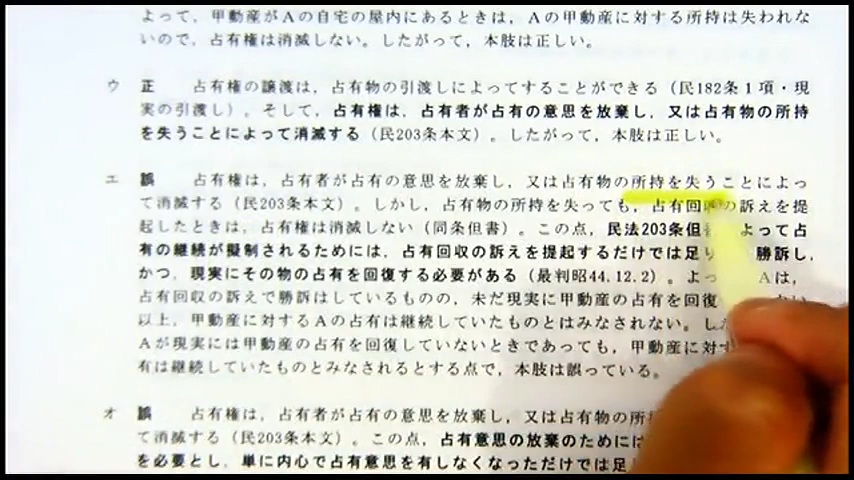 よって，甲動産がAの自宅の屋内にあるときは，Aの甲動産に対する所持は失われな
いので，占有権は消滅しない。したがって，本肢は正しい。
ウ 正 占有権の譲渡は，占有物の引渡しによってすることができる（民182条1項・現
実の引渡し）。そして，占有権は，占有者が占有の意思を放棄し，又は占有物の所持
を失うことによって消滅する（民203条本文）。したがって，本肢は正しい。
エ 誤 占有権は，占有者が占有の意思を放棄し，又は占有物の所持を失うことによっ
て消滅する（民203条本文）。しかし，占有物の所持を失っても，占有回収の訴えを提
起したときは，占有権は消滅しない（同条但書）。この点，民法203条但 よって占
有の継続が擬制されるためには，占有回収の訴えを提起するだけでは足り 勝訴し，
かつ，現実にその物の占有を回復する必要がある（最判昭44.12.2）。よっ Aは，
占有回収の訴えで勝訴はしているものの，未だ現実に甲動産の占有を回復 ない
以上，甲動産に対するAの占有は継続していたものとはみなされない。した
Aが現実には甲動産の占有を回復していないときであっても，甲動産に対す
有は継続していたものとみなされるとする点で，本肢は誤っている。
オ 誤 占有権は，占有者が占有の意思を放棄し，又は占有物の所持
て消滅する（民203条本文）。この点，占有意思の放棄のためには
を必要とし，単に内心で占有意思を有しなくなっただけでは足